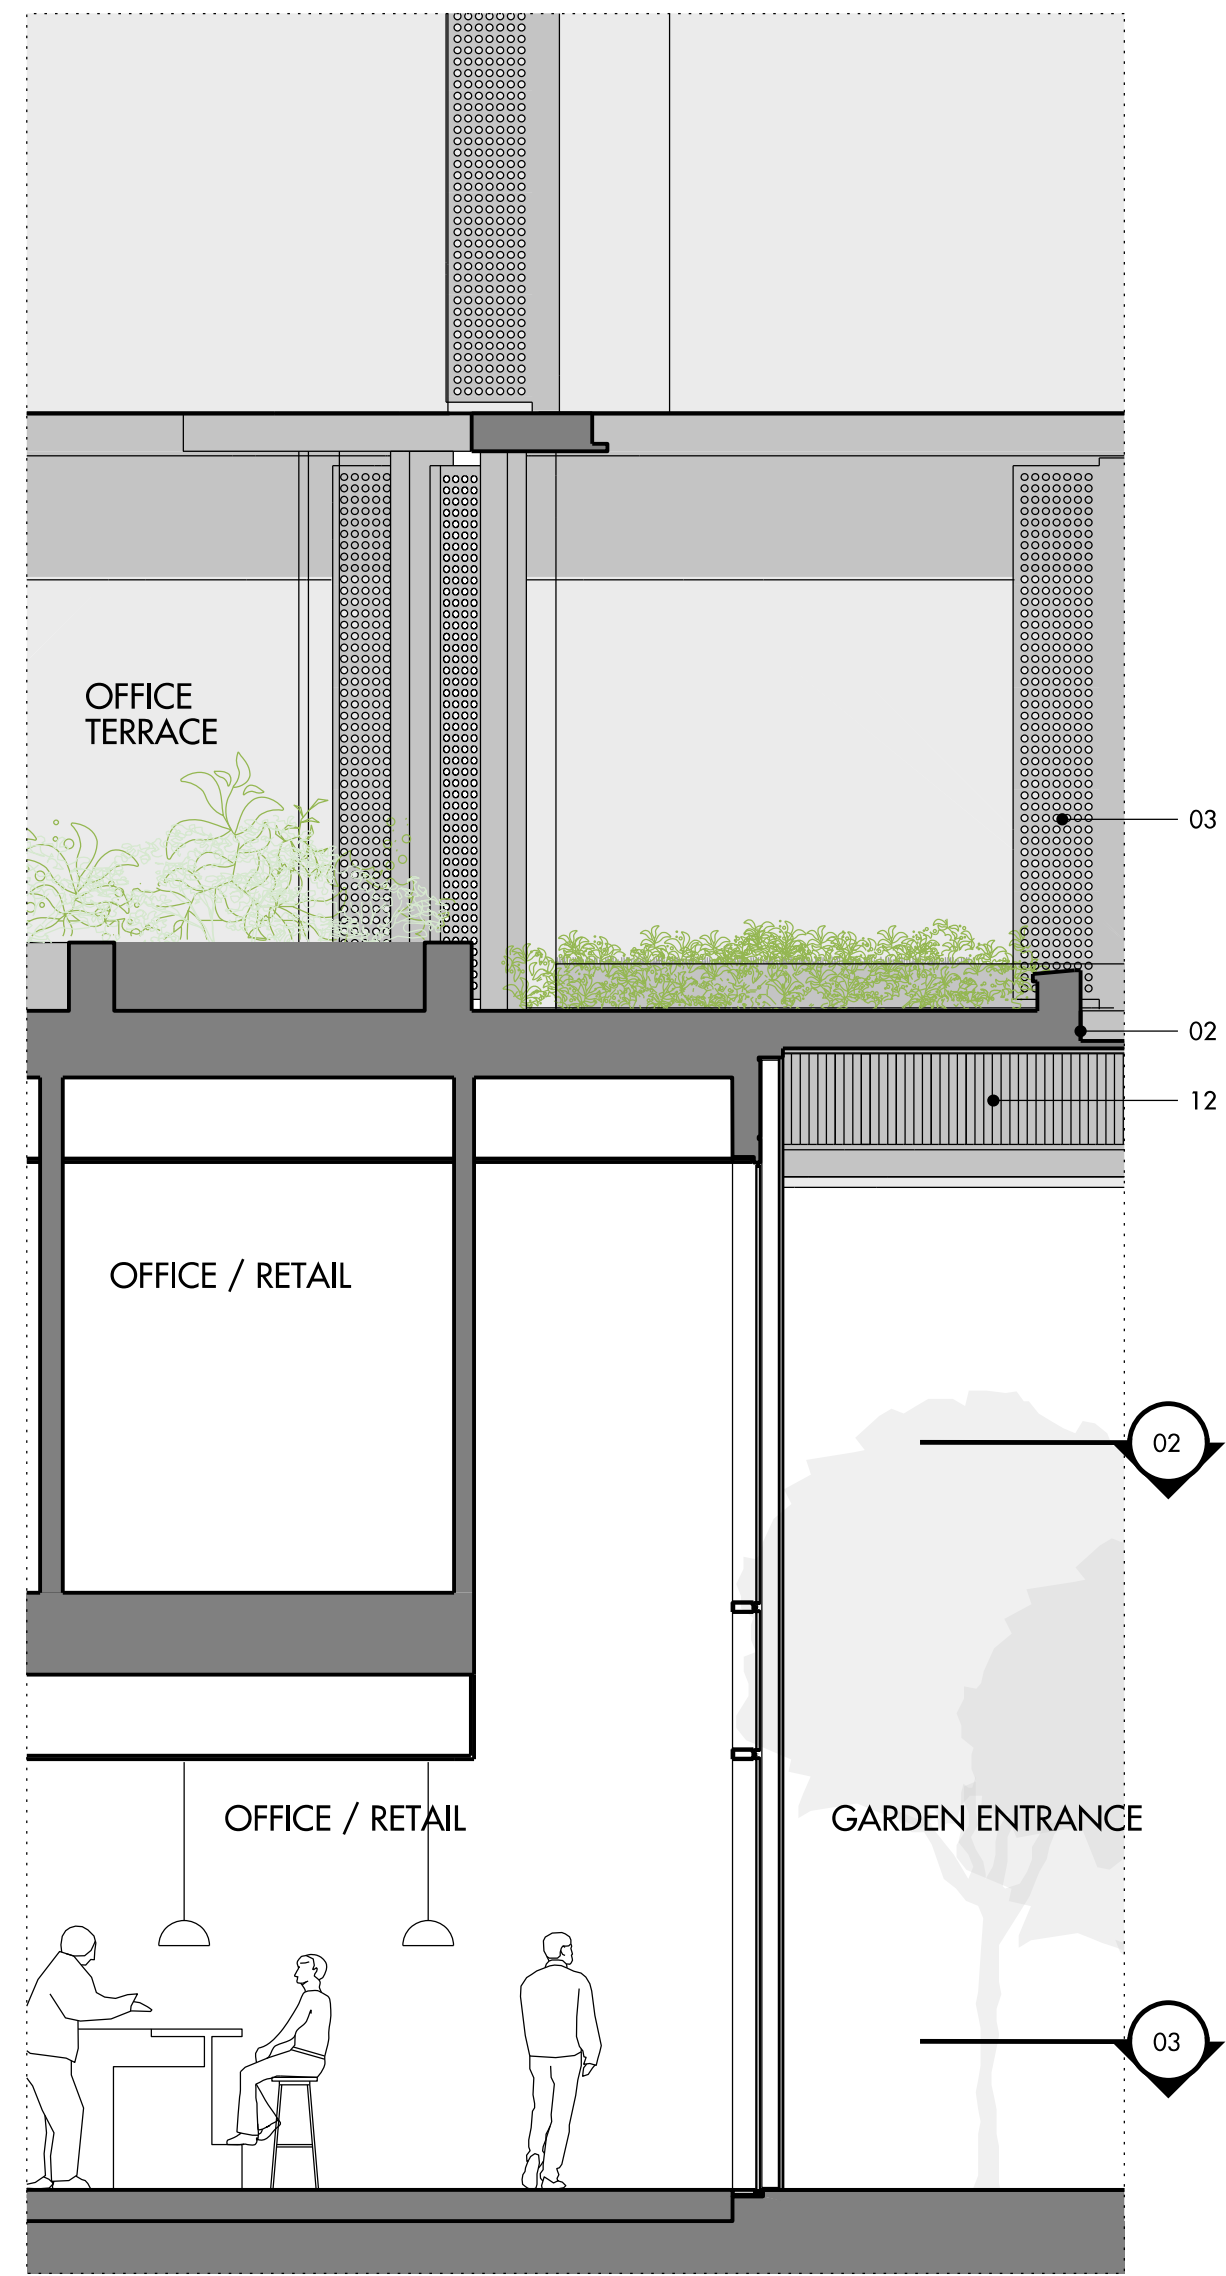 OFFICE
TERRACE
03
02
12
OFFICE / RETAIL
02
OFFICE / RETAIL
GARDEN ENTRANCE
03